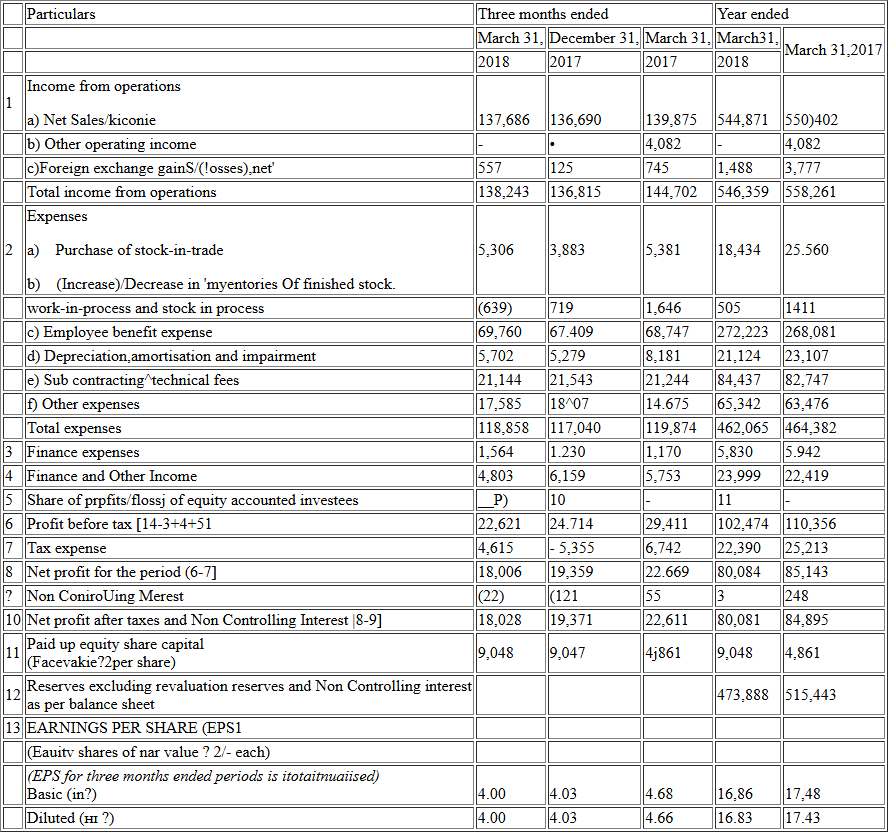 Particulars Three months ended Year ended
March 31, December 31, March 31, March31, March 31,2017
2018 2017 2017 2018
1 Income from operations
a) Net Sales/kiconie 137,686 136,690 139,875 544,871 550)402
b) Other operating income - • 4,082 - 4,082
c)Foreign exchange gainS/(!osses),net' 557 125 745 1,488 3,777
Total income from operations 138,243 136,815 144,702 546,359 558,261
Expenses
2 a) Purchase of stock-in-trade 5,306 3,883 5,381 18,434 25.560
b) (Increase)/Decrease in 'myentories Of finished stock.
work-in-process and stock in process (639) 719 1,646 505 1411
c) Employee benefit expense 69,760 67.409 68,747 272,223 268,081
d) Depreciation,amortisation and impairment 5,702 5,279 8,181 21,124 23,107
e) Sub contracting^technical fees 21,144 21,543 21,244 84,437 82,747
f) Other expenses 17,585 18^07 14.675 65,342 63,476
Total expenses 118,858 117,040 119,874 462,065 464,382
3 Finance expenses 1,564 1.230 1,170 5,830 5.942
4 Finance and Other Income 4,803 6,159 5,753 23,999 22,419
5 Share of prpfits/flossj of equity accounted investees __P) 10 - 11 -
6 Profit before tax [14-3+4+51 22,621 24.714 29,411 102,474 110,356
7 Tax expense 4,615 - 5,355 6,742 22,390 25,213
8 Net profit for the period (6-7] 18,006 19,359 22.669 80,084 85,143
? Non ConiroUing Merest (22) (121 55 3 248
10 Net profit after taxes and Non Controlling Interest |8-9] 18,028 19,371 22,611 80,081 84,895
11 Paid up equity share capital
(Facevakie?2per share) 9,048 9,047 4j861 9,048 4,861
12 Reserves excluding revaluation reserves and Non Controlling interest
as per balance sheet 473,888 515,443
13 EARNINGS PER SHARE (EPS1
(Eauitv shares of nar value ? 2/- each)
(EPS for three months ended periods is itotaitnuaiised)
Basic (in?) 4.00 4.03 4.68 16,86 17,48
Diluted (ні ?) 4.00 4.03 4.66 16.83 17.43